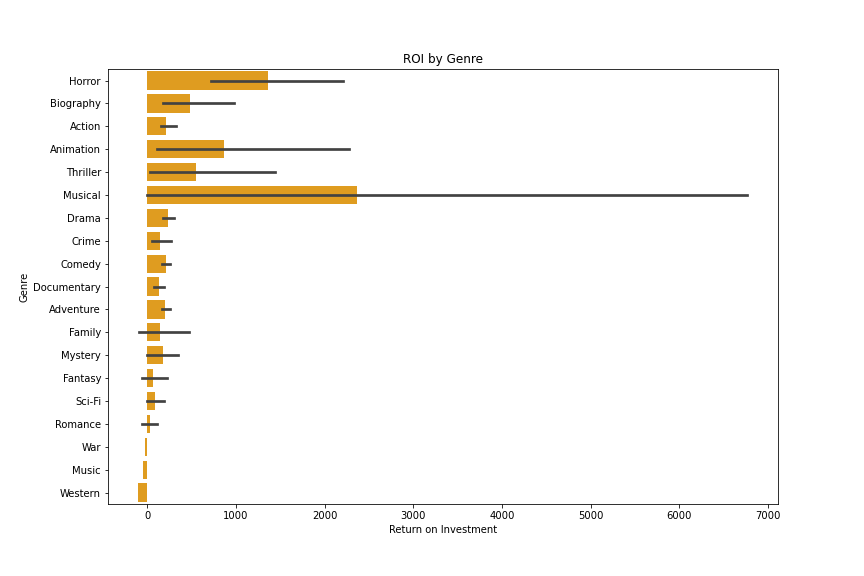 ROI by Genre
Genre
Horror
Biography
Action
Animation
Thriller
Musical
Drama
Crime
Comedy
Documentary
Adventure
Family
Mystery
Fantasy
Sci-Fi
Romance
War
Music
Western
0 1000 2000 3000 4000 5000 6000 7000
Return on Investment